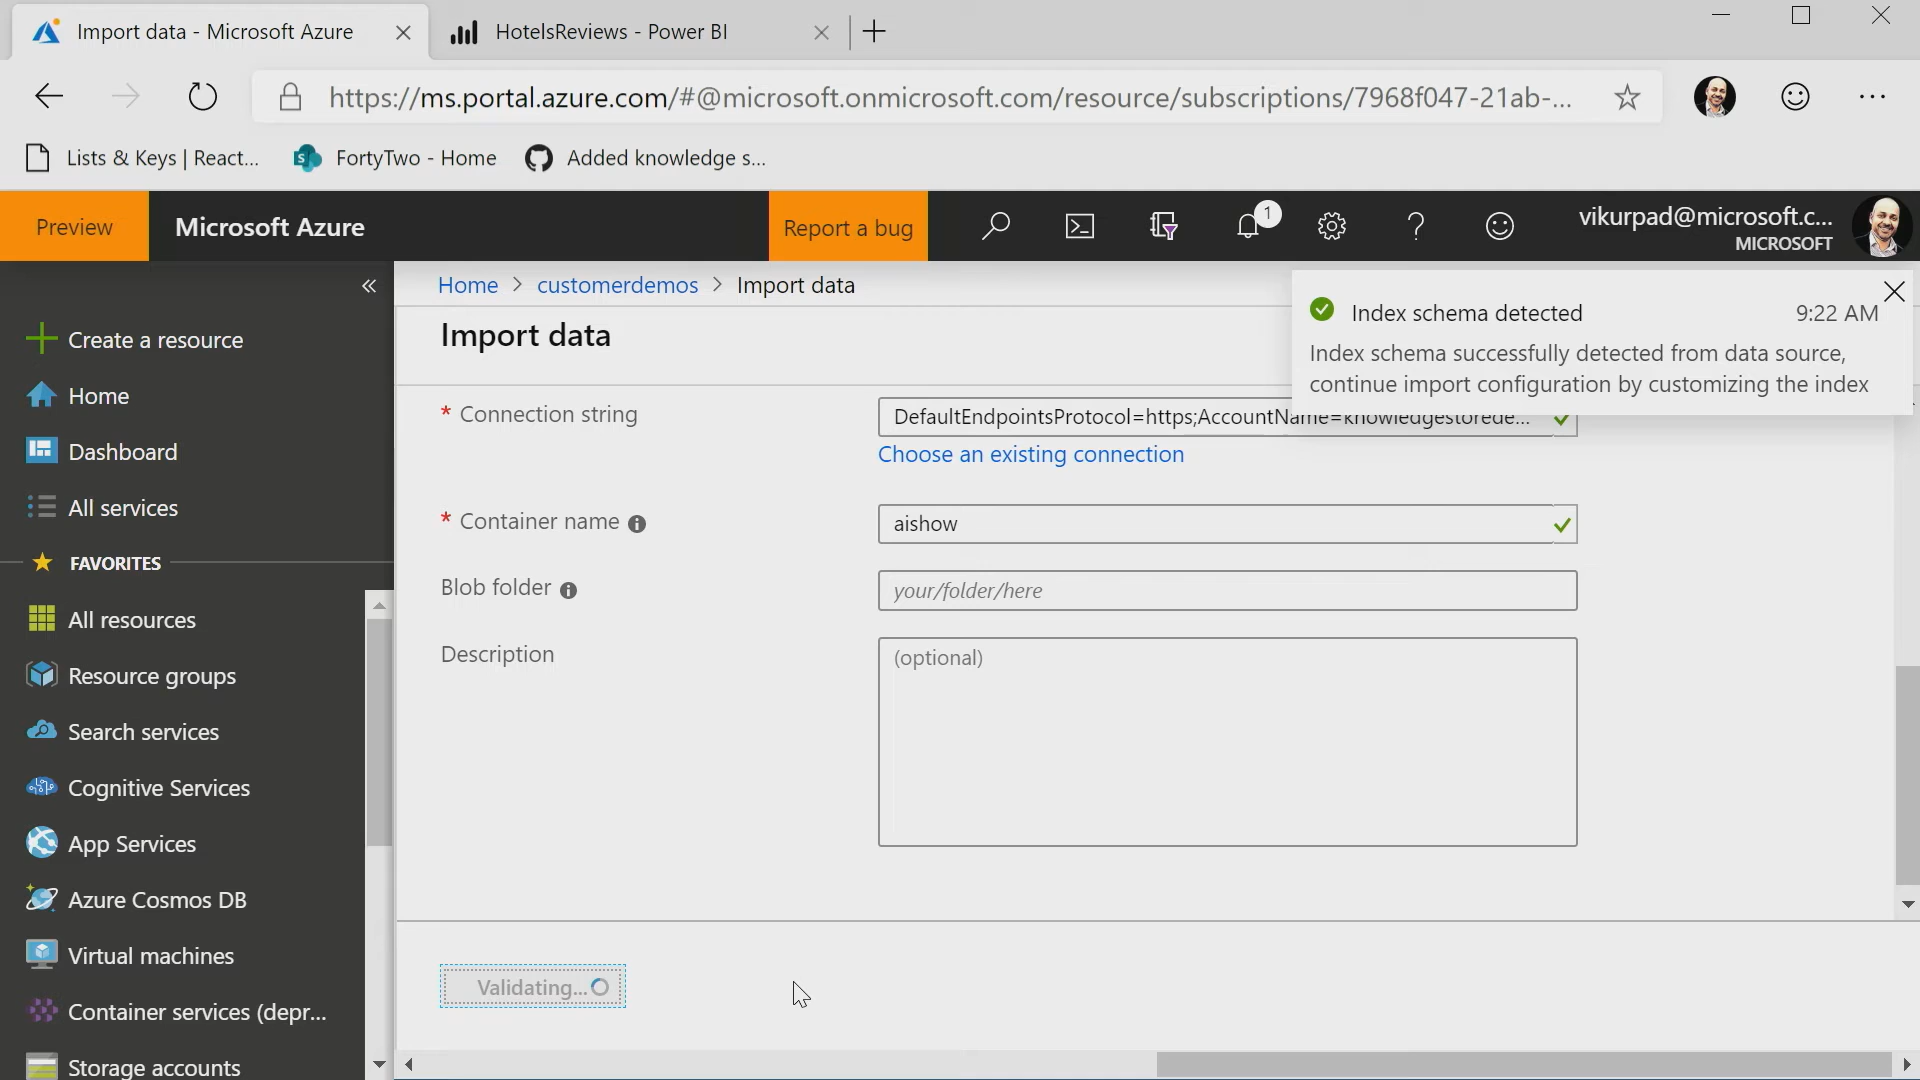 Import data - Microsoft Azure
HotelsReviews - Power BI
https://ms.portal.azure.com/#@microsoft.onmicrosoft.com/resource/subscriptions/7968f047-21ab-...
Lists & Keys | React...
FortyTwo - Home
Added knowledge s...
Preview
Microsoft Azure
Report a bug
1
vikurpad@microsoft.c...
MICROSOFT
Home > customerdemos > Import data
Index schema detected
9:22 AM
Index schema successfully detected from data source,
continue import configuration by customizing the index
Create a resource
Home
Dashboard
All services
FAVORITES
All resources
Resource groups
Search services
Cognitive Services
App Services
Azure Cosmos DB
Virtual machines
Container services (depr...
Storage accounts
Import data
* Connection string
DefaultEndpointsProtocol=https;AccountName=knowledgestorede...
Choose an existing connection
* Container name
aishow
Blob folder
your/folder/here
Description
(optional)
Validating...